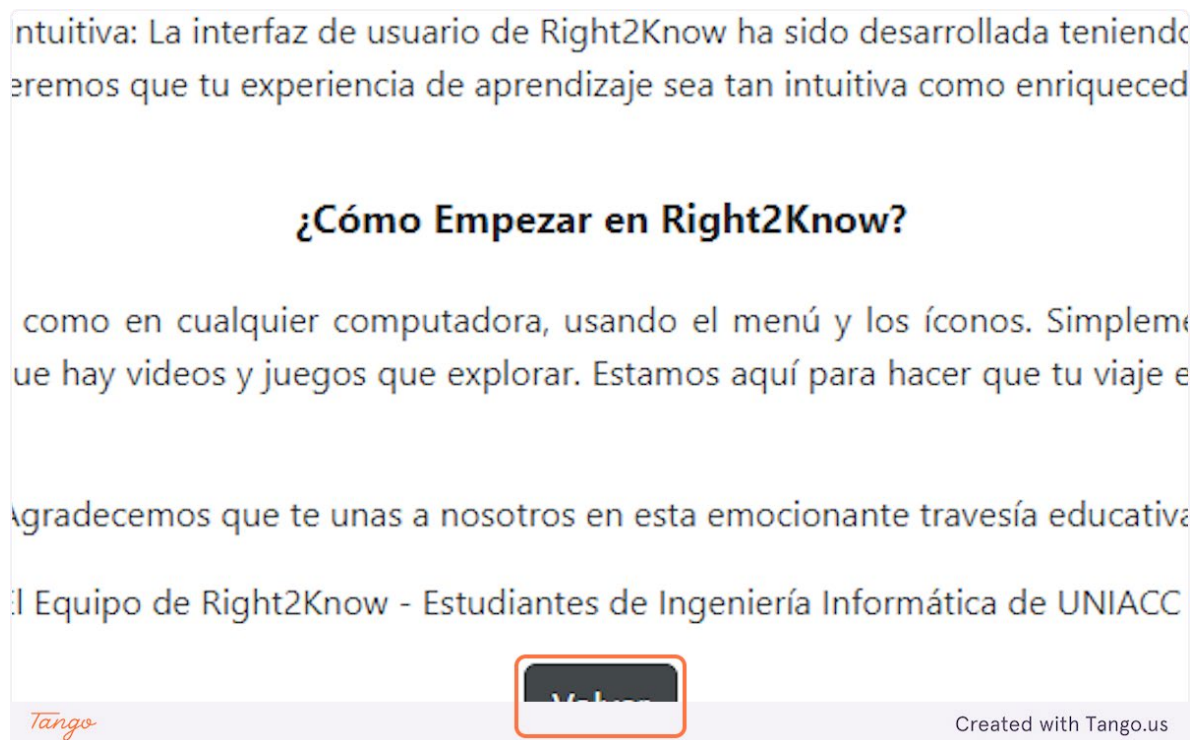 ntuitiva: La interfaz de usuario de Right2Know ha sido desarrollada teniendo
eremos que tu experiencia de aprendizaje sea tan intuitiva como enriqueced
¿Cómo Empezar en Right2Know?
como en cualquier computadora, usando el menú y los íconos. Simpleme
ue hay videos y juegos que explorar. Estamos aquí para hacer que tu viaje e
Agradecemos que te unas a nosotros en esta emocionante travesía educativa
El Equipo de Right2Know - Estudiantes de Ingeniería Informática de UNIACC
Volver
Tango
Created with Tango.us